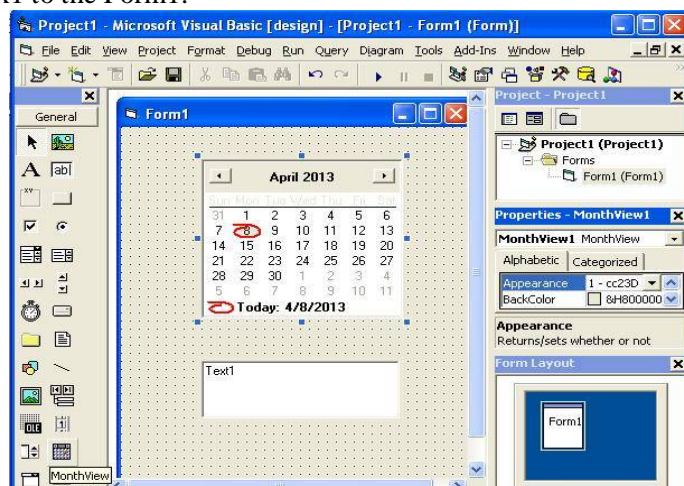 to the Form1.
Project1 - Microsoft Visual Basic [design] - [Project1 - Form1 (Form)]
File Edit View Project Format Debug Run Query Diagram Tools Add-Ins Window Help
General
Form1
April 2013
Sun Mon Tue Wed Thu Fri Sat
31 1 2 3 4 5 6
7 8 9 10 11 12 13
14 15 16 17 18 19 20
21 22 23 24 25 26 27
28 29 30 1 2 3 4
5 6 7 8 9 10 11
Today: 4/8/2013
Text1
MonthView
Project - Project1
Project1 (Project1)
Forms
Form1 (Form1)
Properties - MonthView1
MonthView1 MonthView
Alphabetic Categorized
Appearance 1 - cc23D
BackColor &H800000
Appearance
Returns/sets whether or not
Form Layout
Form1